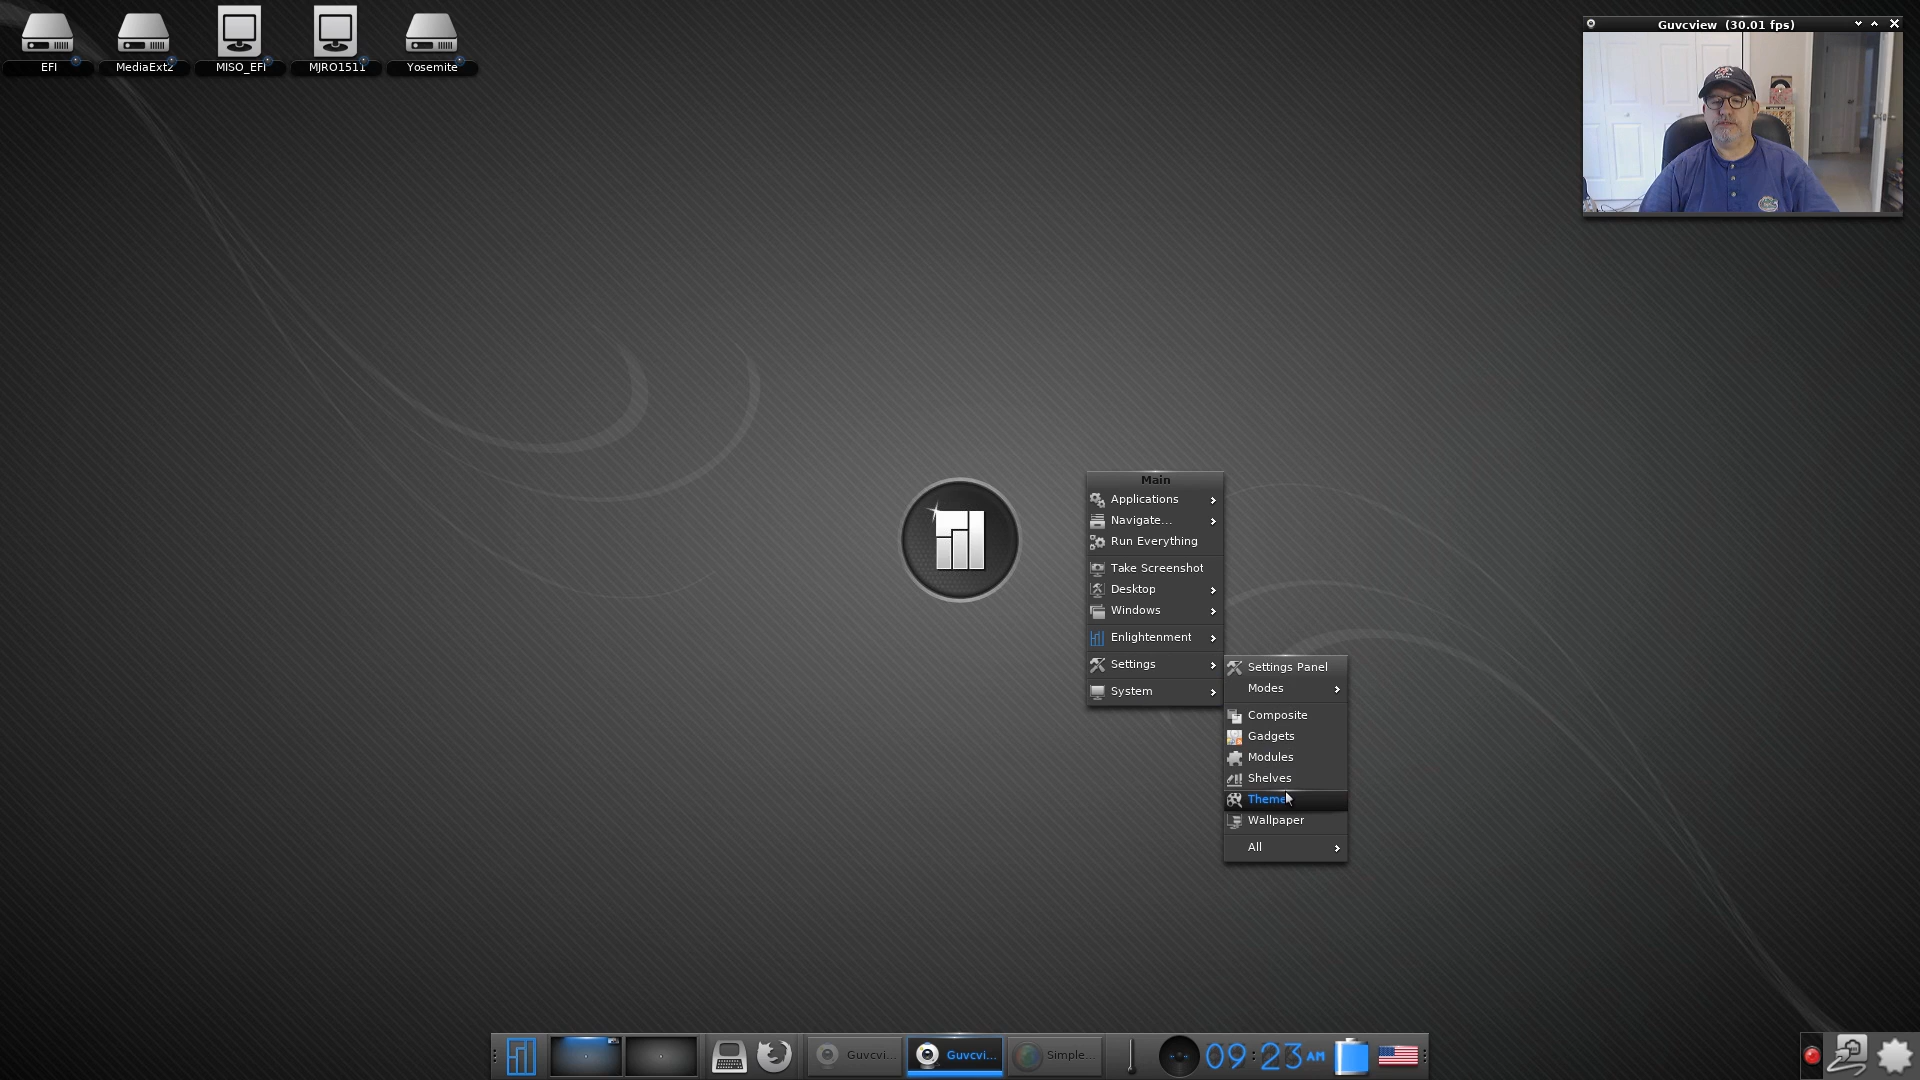 EFI
MediaExt2
MISO_EFI
MJRO1511
Yosemite
Guvcview (30.01 fps)
Main
Applications
Navigate...
Run Everything
Take Screenshot
Desktop
Windows
Enlightenment
Settings
System
Settings Panel
Modes
Composite
Gadgets
Modules
Shelves
Theme
Wallpaper
All
Guvcvi...
Guvcvi...
Simple...
09:23 AM